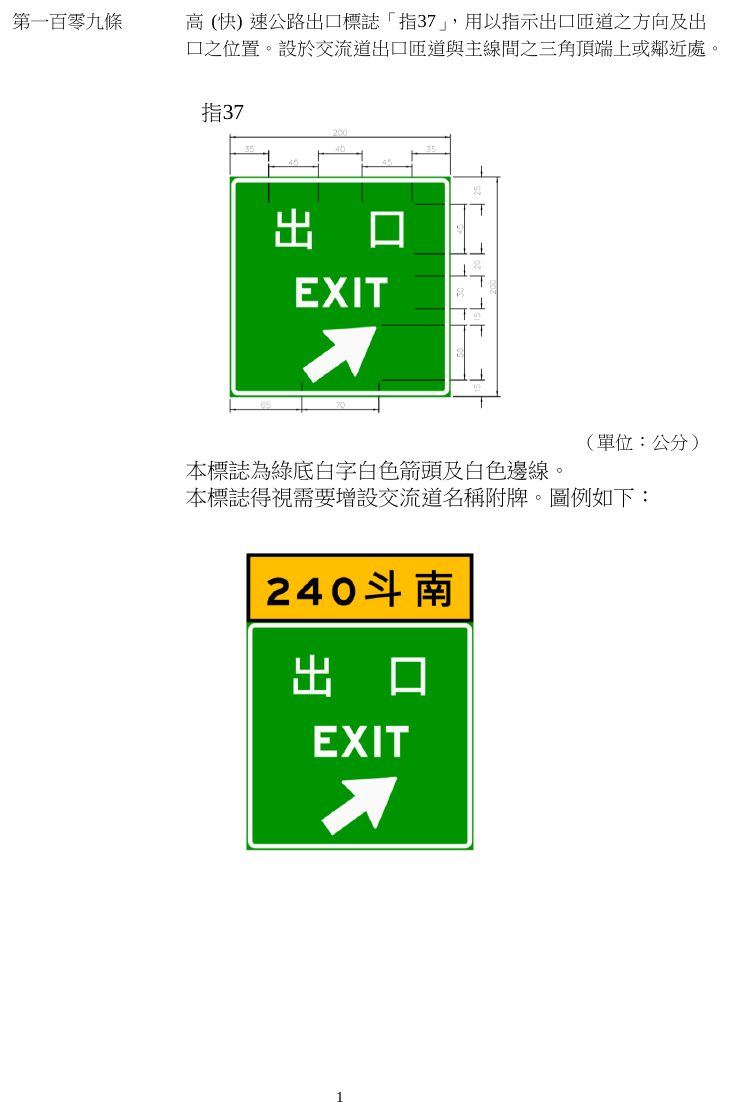 第一百零九條
高 (快) 速公路出口標誌「指37」，用以指示出口匝道之方向及出
口之位置。設於交流道出口匝道與主線間之三角頂端上或鄰近處。
指37
200
35 40 35
45 45
出 口
EXIT
25
45
20
30
200
15
50
15
65 70
（單位：公分）
本標誌為綠底白字白色箭頭及白色邊線。
本標誌得視需要增設交流道名稱附牌。圖例如下：
240斗南
出 口
EXIT
1